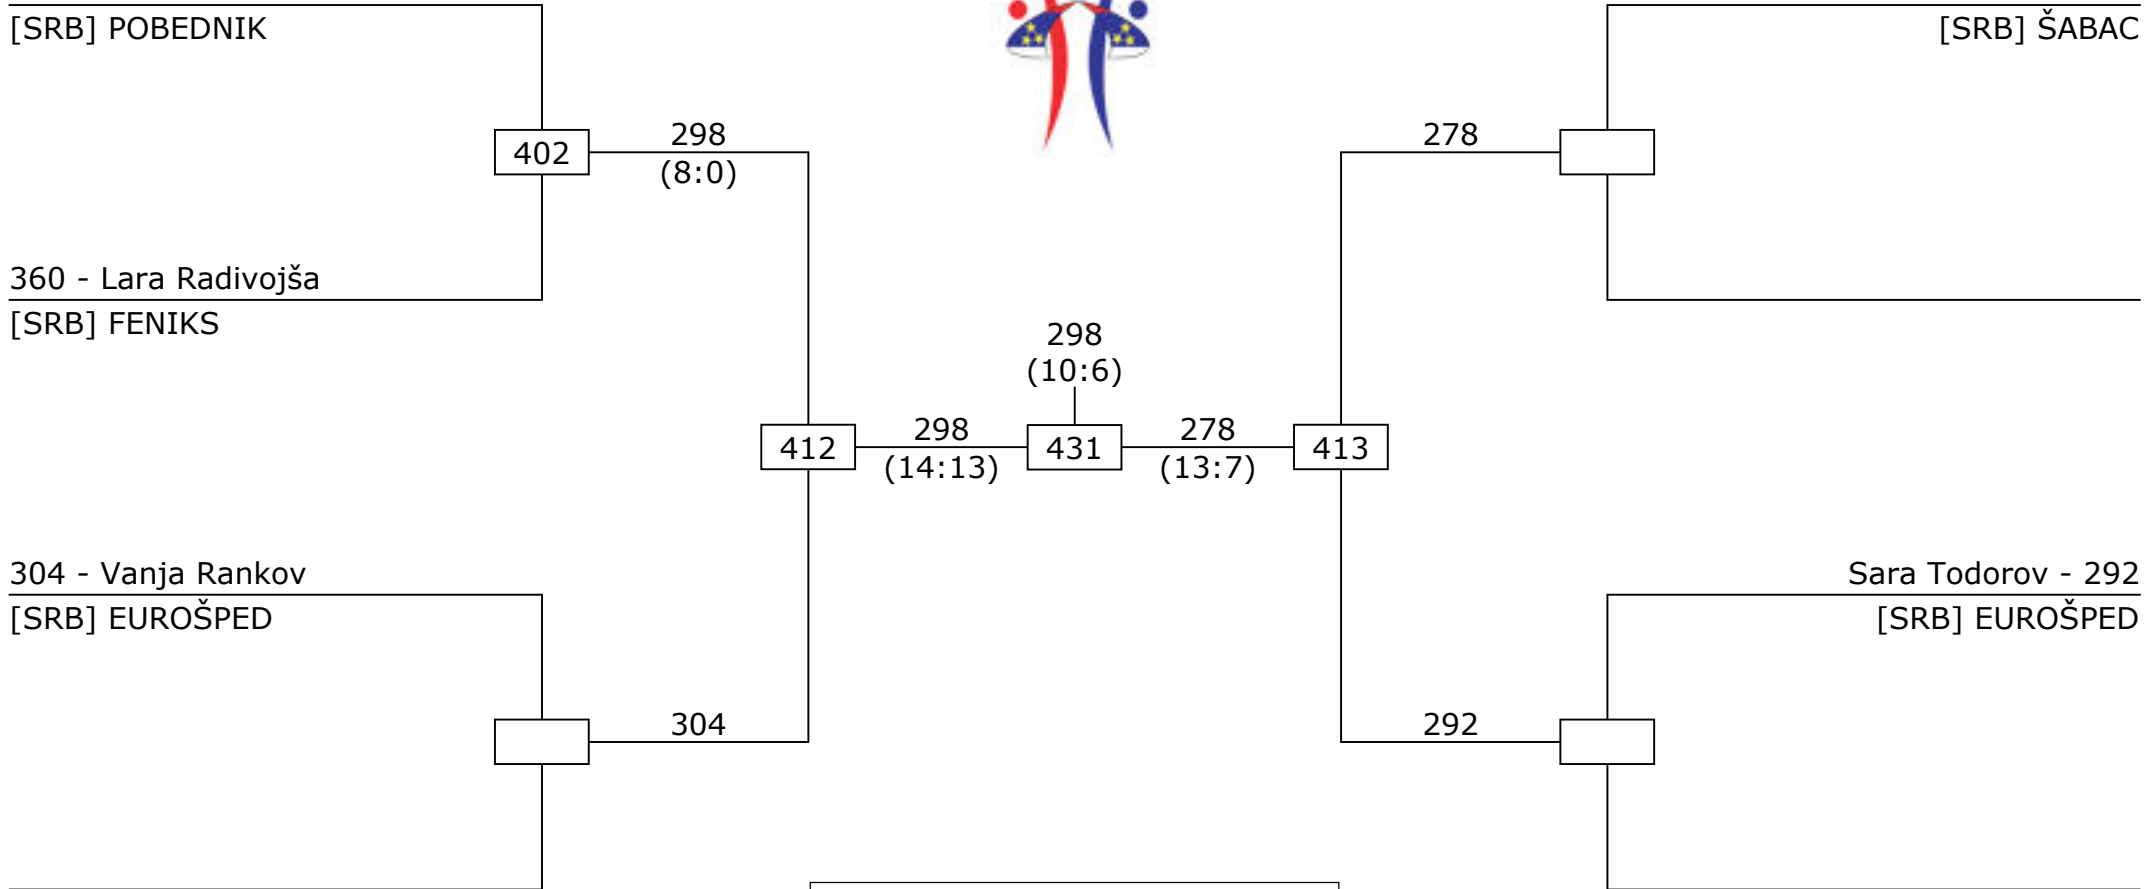 [SRB] POBEDNIK
[SRB] ŠABAC
298
278
402
(8:0)
360 - Lara Radivojša
[SRB] FENIKS
298
(10:6)
298
278
412
431
413
(14:13)
(13:7)
304 - Vanja Rankov
Sara Todorov - 292
[SRB] EUROŠPED
[SRB] EUROŠPED
304
292